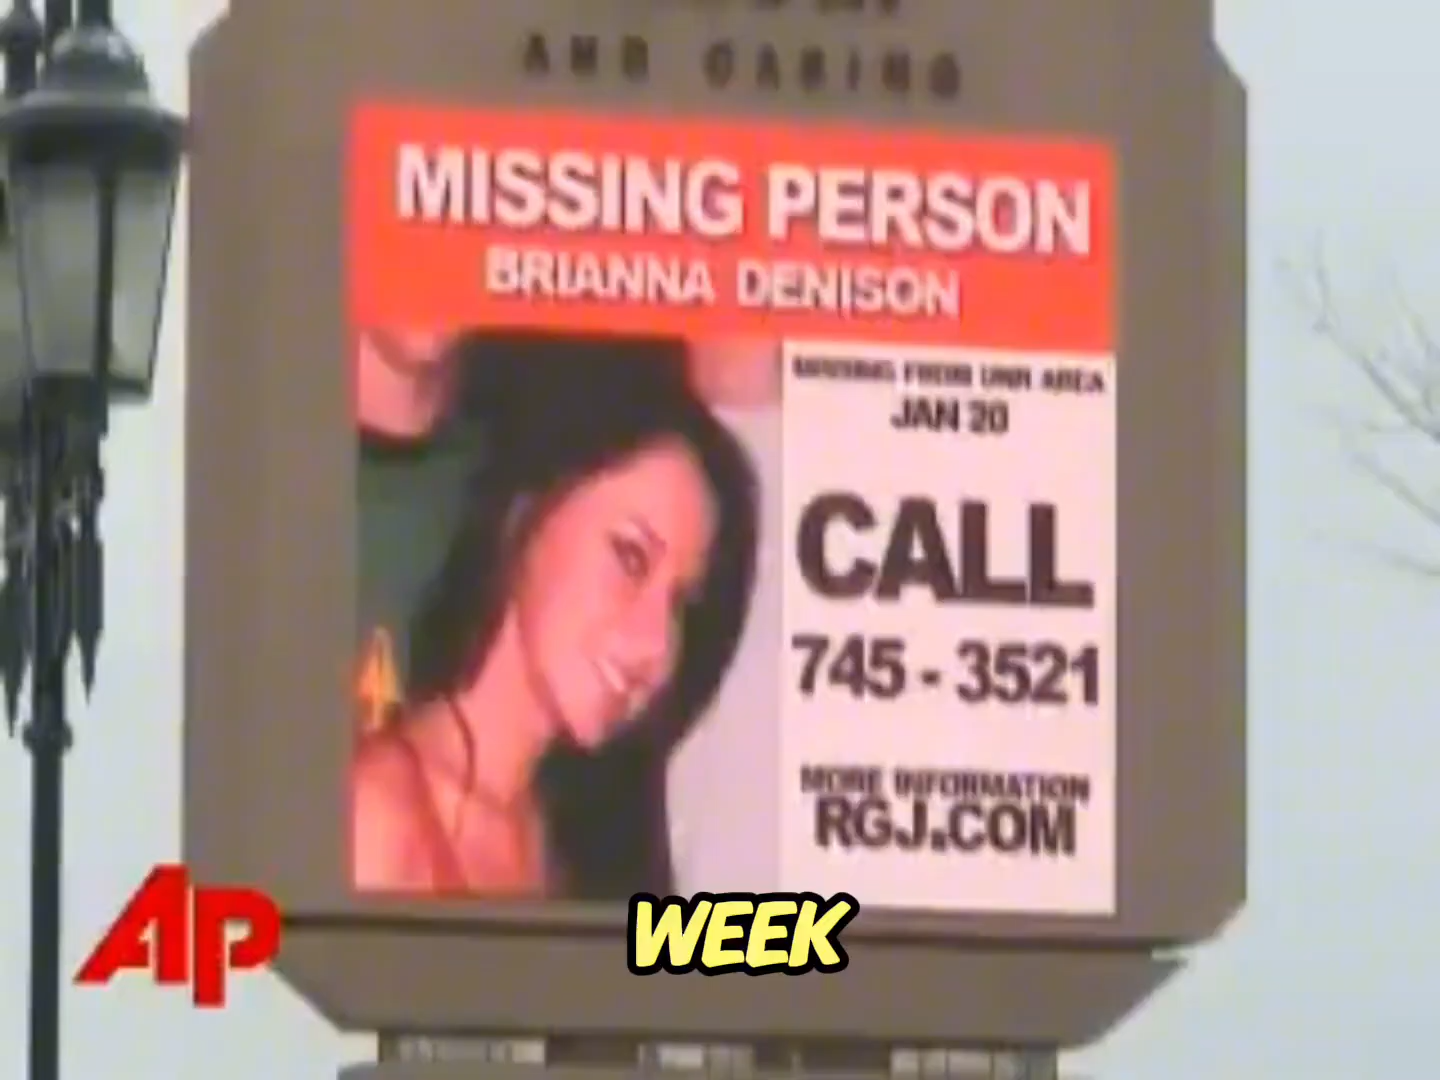 AND CASINO
MISSING PERSON
BRIANNA DENISON
MISSING FROM UNR AREA
JAN 20
CALL
745 - 3521
MORE INFORMATION
RGJ.COM
AP
WEEK